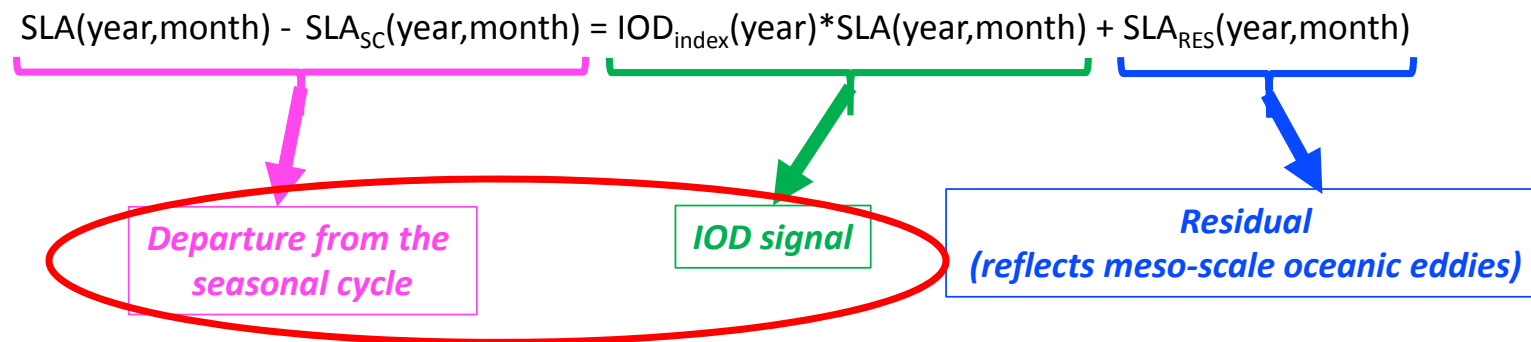 SLA(year,month) - SLA_SC(year,month) = IOD_index(year)*SLA(year,month) + SLA_RES(year,month)
Departure from the
seasonal cycle
IOD signal
Residual
(reflects meso-scale oceanic eddies)